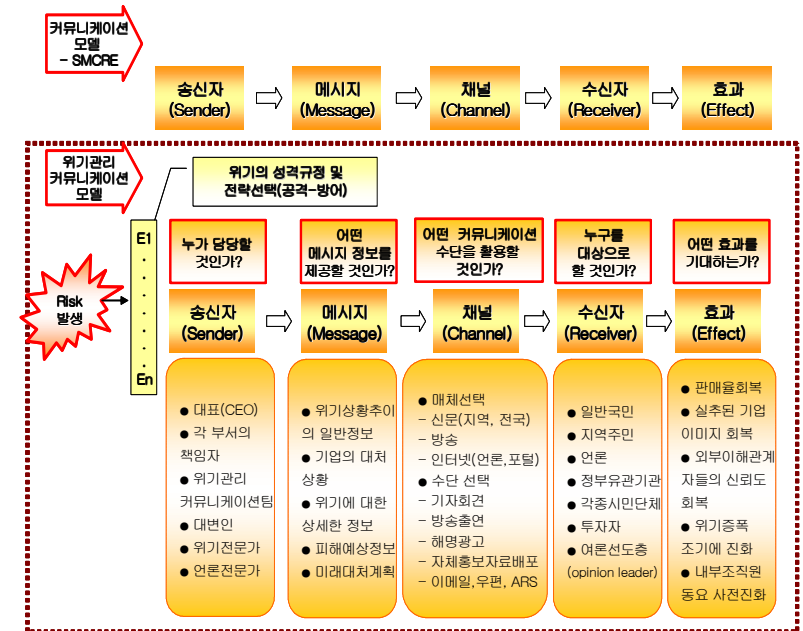 커뮤니케이션
모델
- SMCRE
송신자
(Sender)
메시지
(Message)
채널
(Channel)
수신자
(Receiver)
효과
(Effect)
위기관리
커뮤니케이션
모델
위기의 성격규정 및
전략선택(공격-방어)
Risk
발생
E1
.
.
.
.
.
.
.
En
누가 담당할
것인가?
어떤
메시지 정보를
제공할 것인가?
어떤 커뮤니케이션
수단을 활용할
것인가?
누구를
대상으로
할 것인가?
어떤 효과를
기대하는가?
송신자
(Sender)
메시지
(Message)
채널
(Channel)
수신자
(Receiver)
효과
(Effect)
● 대표(CEO)
● 각 부서의
책임자
● 위기관리
커뮤니케이션팀
● 대변인
● 위기전문가
● 언론전문가
● 위기상황추이
의 일반정보
● 기업의 대처
상황
● 위기에 대한
상세한 정보
● 피해예상정보
● 미래대처계획
● 매체선택
- 신문(지역, 전국)
- 방송
- 인터넷(언론,포털)
● 수단 선택
- 기자회견
- 방송출연
- 해명광고
- 자체홍보자료배포
- 이메일,우편, ARS
● 일반국민
● 지역주민
● 언론
● 정부유관기관
● 각종시민단체
● 투자자
● 여론선도층
(opinion leader)
● 판매율회복
● 실추된 기업
이미지 회복
● 외부이해관계
자들의 신뢰도
회복
● 위기증폭
조기에 진화
● 내부조직원
동요 사전진화